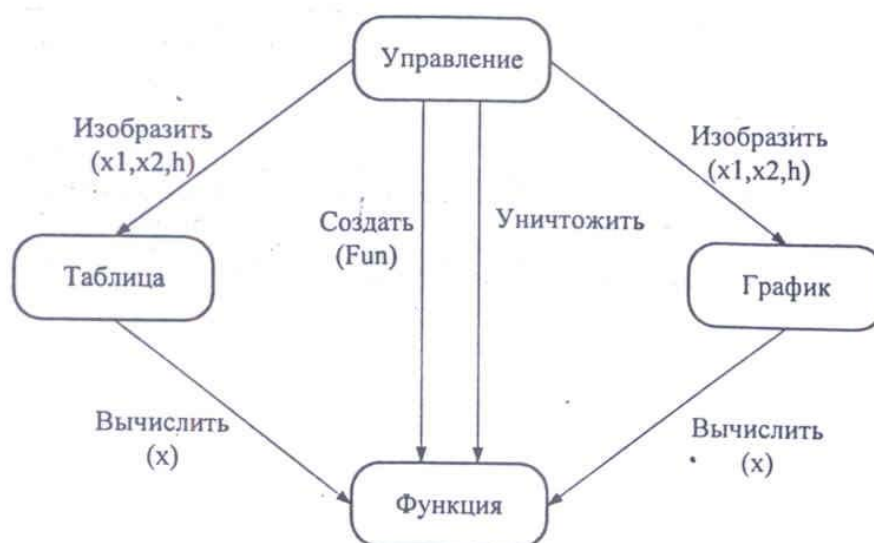 Управление
Изобразить
(x1,x2,h)
Изобразить
(x1,x2,h)
Создать
(Fun)
Уничтожить
Таблица
График
Вычислить
(x)
Вычислить
(x)
Функция